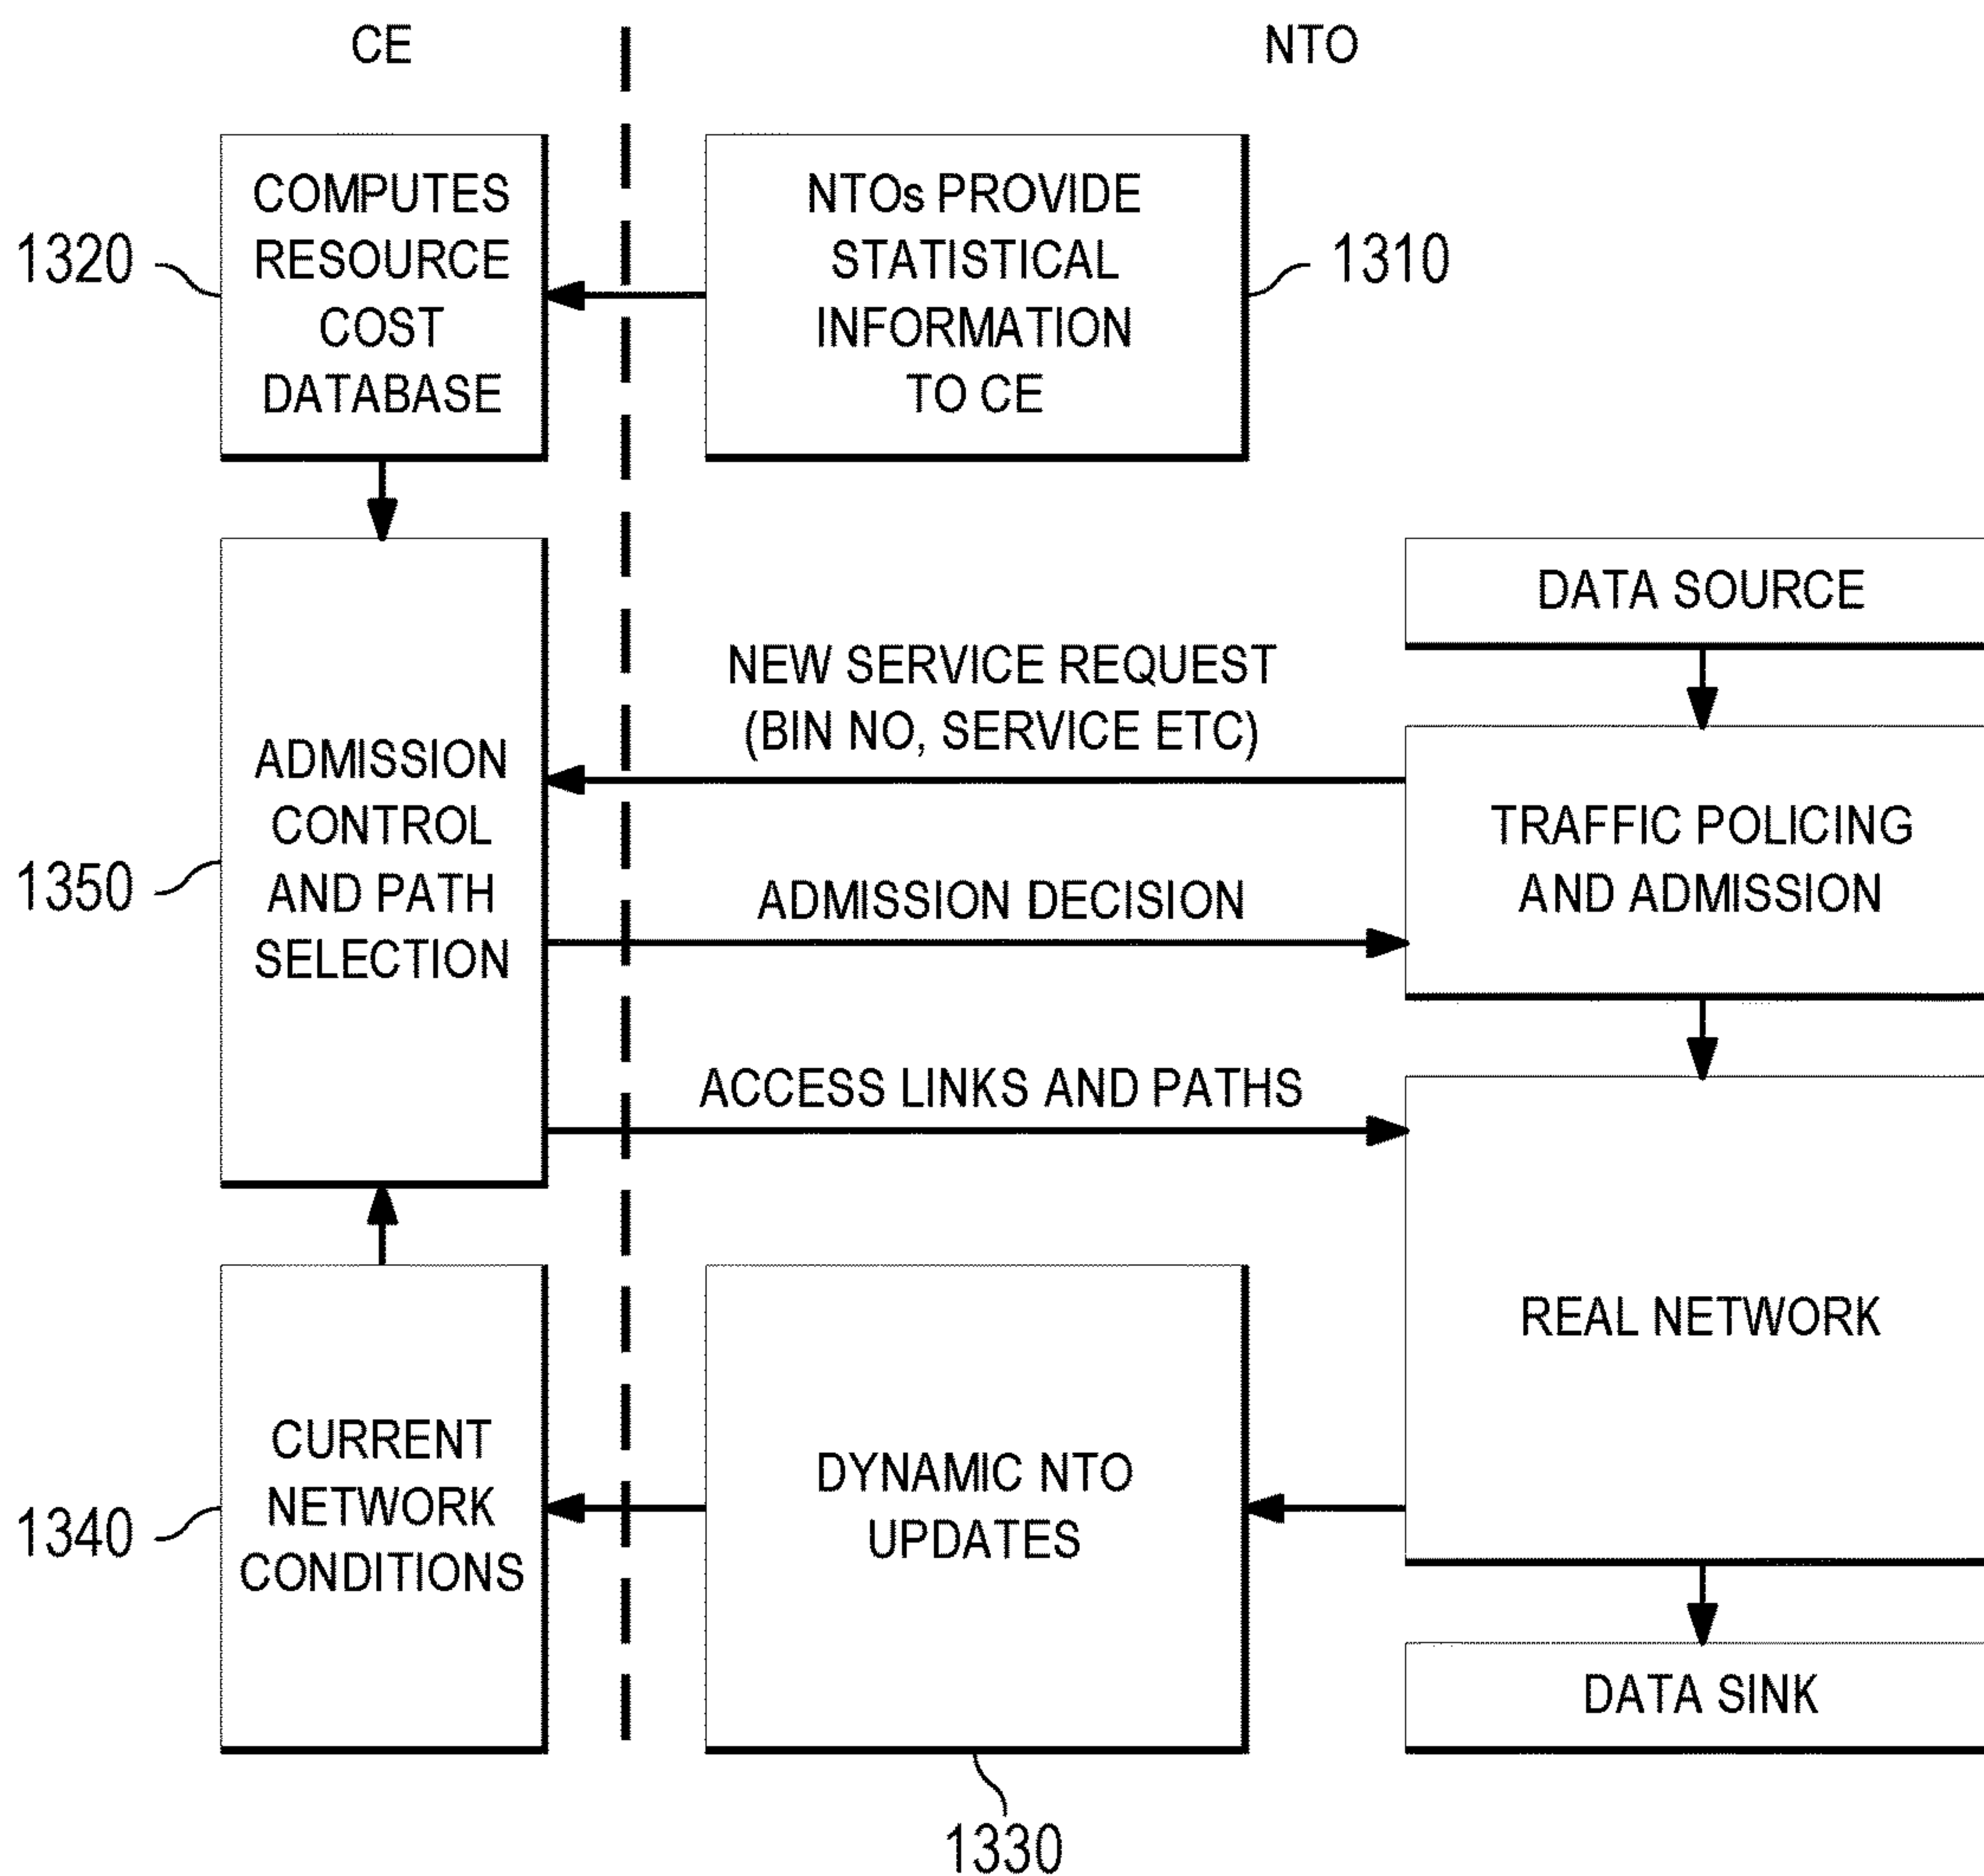 CE
NTO
COMPUTES
RESOURCE
COST
DATABASE
1320
NTOs PROVIDE
STATISTICAL
INFORMATION
TO CE
1310
DATA SOURCE
NEW SERVICE REQUEST
(BIN NO, SERVICE ETC)
ADMISSION
CONTROL
AND PATH
SELECTION
1350
TRAFFIC POLICING
AND ADMISSION
ADMISSION DECISION
ACCESS LINKS AND PATHS
REAL NETWORK
CURRENT
NETWORK
CONDITIONS
1340
DYNAMIC NTO
UPDATES
1330
DATA SINK